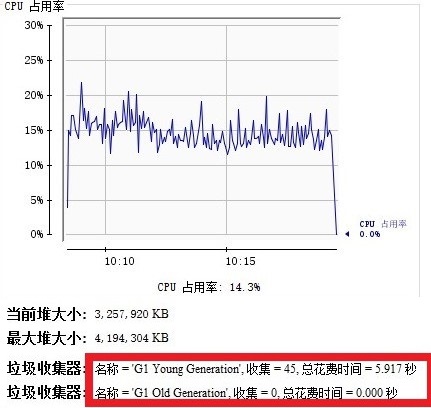 CPU 占用率
30%
25%
20%
15%
10%
5%
0%
CPU 占用率
0.0%
10:10 10:15
CPU 占用率: 14.3%
当前堆大小: 3,257,920 KB
最大堆大小: 4,194,304 KB
垃圾收集器: 名称 = 'G1 Young Generation', 收集 = 45, 总花费时间 = 5.917 秒
垃圾收集器: 名称 = 'G1 Old Generation', 收集 = 0, 总花费时间 = 0.000 秒